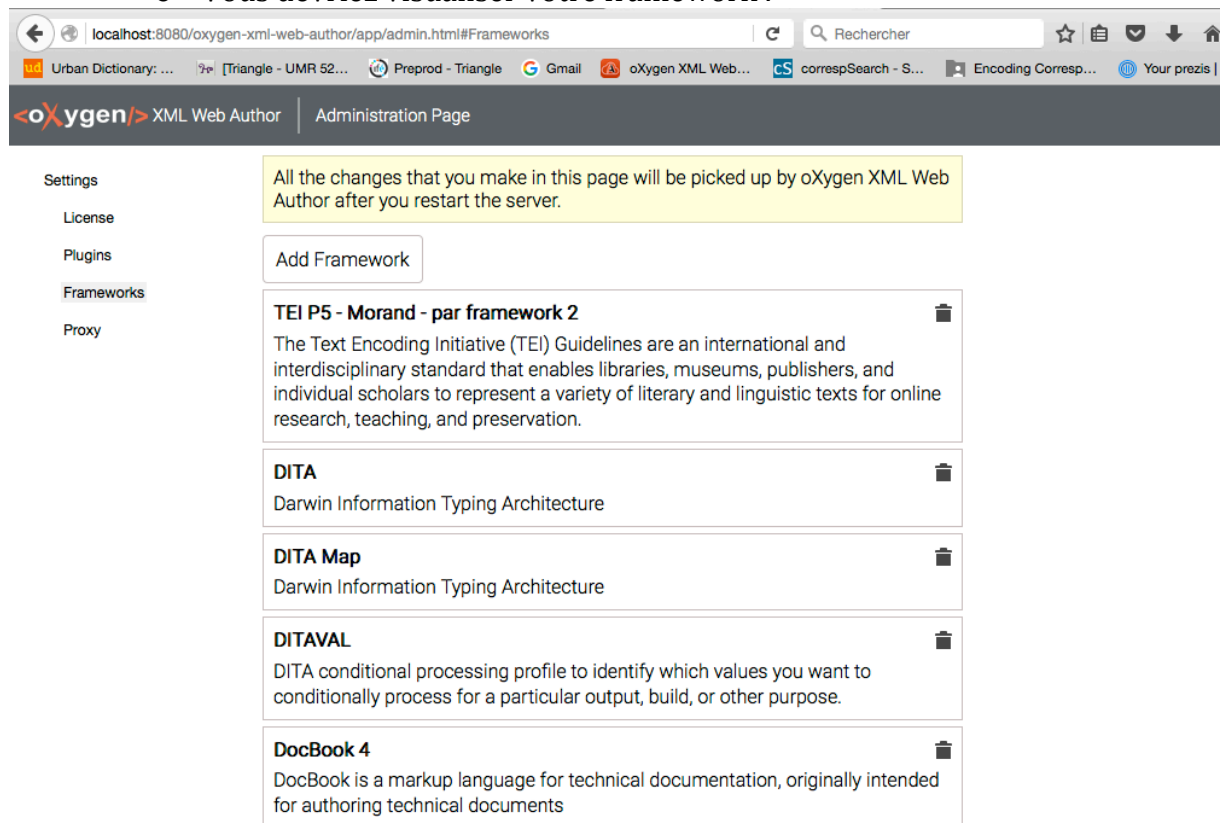 Vous devriez visualiser votre framework :
localhost:8080/oxygen-xml-web-author/app/admin.html#Frameworks
Rechercher
ud Urban Dictionary: ... [Triangle - UMR 52... Preprod - Triangle G Gmail oXygen XML Web... cS correspSearch - S... Encoding Corresp... Your prezis |
<oXygen/> XML Web Author Administration Page
Settings
License
Plugins
Frameworks
Proxy
All the changes that you make in this page will be picked up by oXygen XML Web
Author after you restart the server.
Add Framework
TEI P5 - Morand - par framework 2
The Text Encoding Initiative (TEI) Guidelines are an international and
interdisciplinary standard that enables libraries, museums, publishers, and
individual scholars to represent a variety of literary and linguistic texts for online
research, teaching, and preservation.
DITA
Darwin Information Typing Architecture
DITA Map
Darwin Information Typing Architecture
DITAVAL
DITA conditional processing profile to identify which values you want to
conditionally process for a particular output, build, or other purpose.
DocBook 4
DocBook is a markup language for technical documentation, originally intended
for authoring technical documents